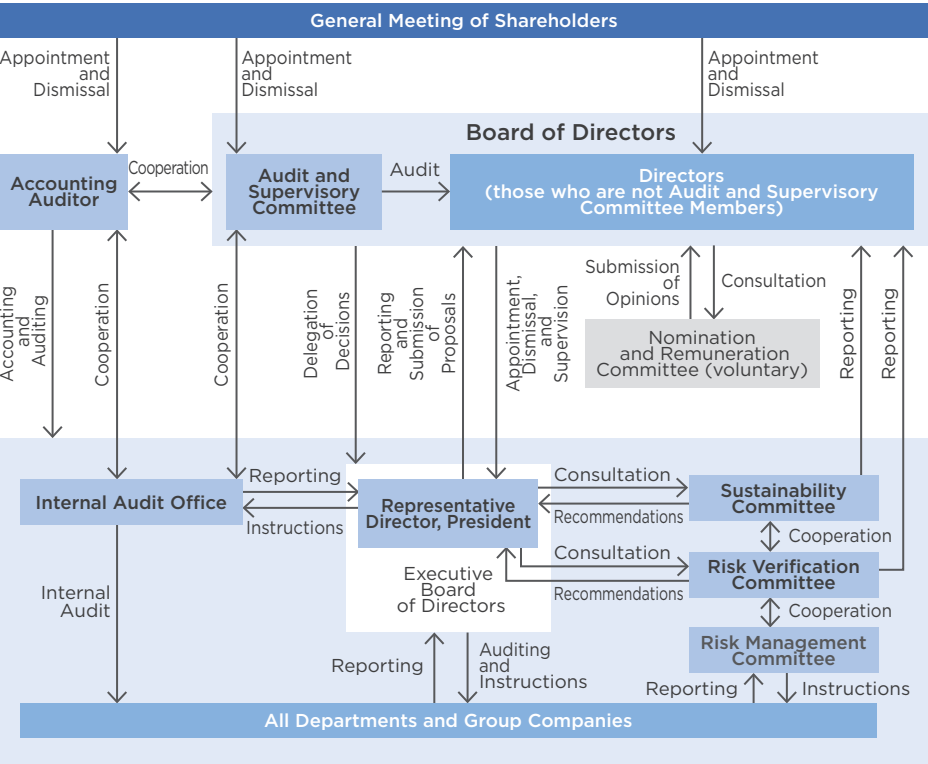 General Meeting of Shareholders
Appointment
and
Dismissal
Appointment
and
Dismissal
Appointment
and
Dismissal
Board of Directors
Accounting
Auditor
Cooperation
Audit and
Supervisory
Committee
Audit
Directors
(those who are not Audit and Supervisory
Committee Members)
Accounting
and
Auditing
Cooperation
Cooperation
Delegation
of
Decisions
Reporting
and
Submission
of
Proposals
Appointment,
Dismissal,
and
Supervision
Submission
of
Opinions
Consultation
Nomination
and Remuneration
Committee (voluntary)
Reporting
Reporting
Internal Audit Office
Reporting
Instructions
Representative
Director, President
Executive
Board
of Directors
Consultation
Recommendations
Consultation
Recommendations
Sustainability
Committee
Cooperation
Risk Verification
Committee
Cooperation
Risk Management
Committee
Internal
Audit
Reporting
Auditing
and
Instructions
Reporting
Instructions
All Departments and Group Companies